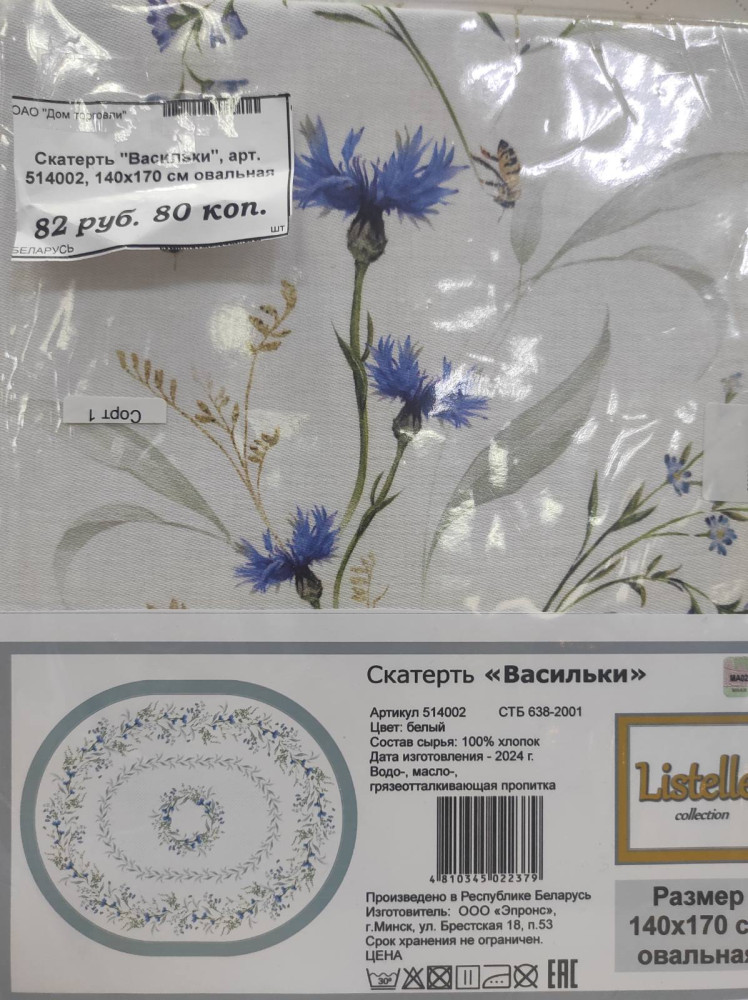 ОАО "Дом торговли"
Скатерть "Васильки", арт.
514002, 140х170 см овальная
82 руб. 80 коп.
шт
БЕЛАРУСЬ
Сорт 1
Скатерть «Васильки»
Артикул 514002 СТБ 638-2001
Цвет: белый
Состав сырья: 100% хлопок
Дата изготовления - 2024 г.
Водо-, масло-,
грязеотталкивающая пропитка
4 810345 022379
Произведено в Республике Беларусь
Изготовитель: ООО «Эпронс»,
г.Минск, ул. Брестская 18, п.53
Срок хранения не ограничен.
ЦЕНА
30°
EAC
Listelle
collection
Размер
140х170 с
овальная